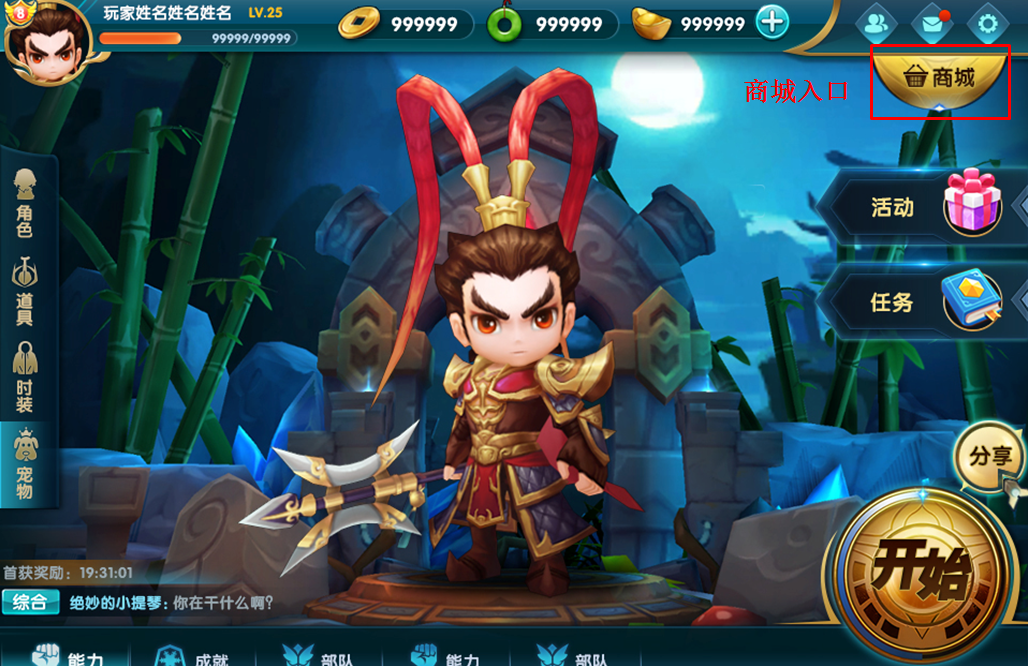 8
玩家姓名姓名姓名 LV.25
99999/99999
999999
999999
999999
商城入口
商城
角色
道具
时装
宠物
活动
任务
分享
开始
首获奖励：19:31:01
综合 绝妙的小提琴：你在干什么啊?
能力
成就
部队
能力
部队